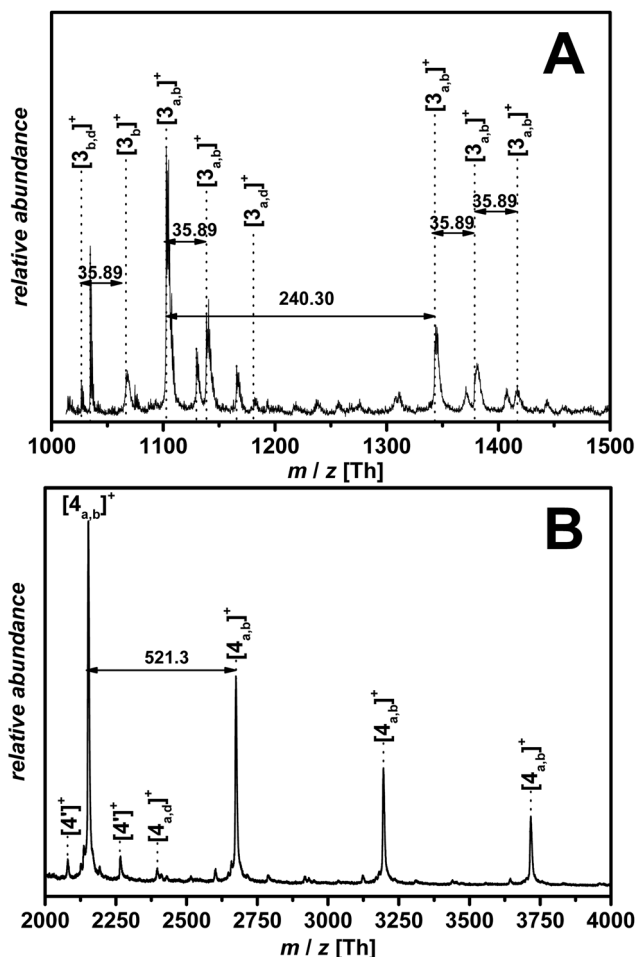 A
relative abundance
[3b,d]+
[3b]+
[3a,b]+
[3a,b]+
[3a,d]+
[3a,b]+
[3a,b]+
[3a,b]+
35.89
35.89
35.89
35.89
240.30
1000 1100 1200 1300 1400 1500
m / z [Th]
B
relative abundance
[4a,b]+
521.3
[4a,b]+
[4a,b]+
[4a,b]+
[4']+
[4']+
[4a,d]+
2000 2250 2500 2750 3000 3250 3500 3750 4000
m / z [Th]